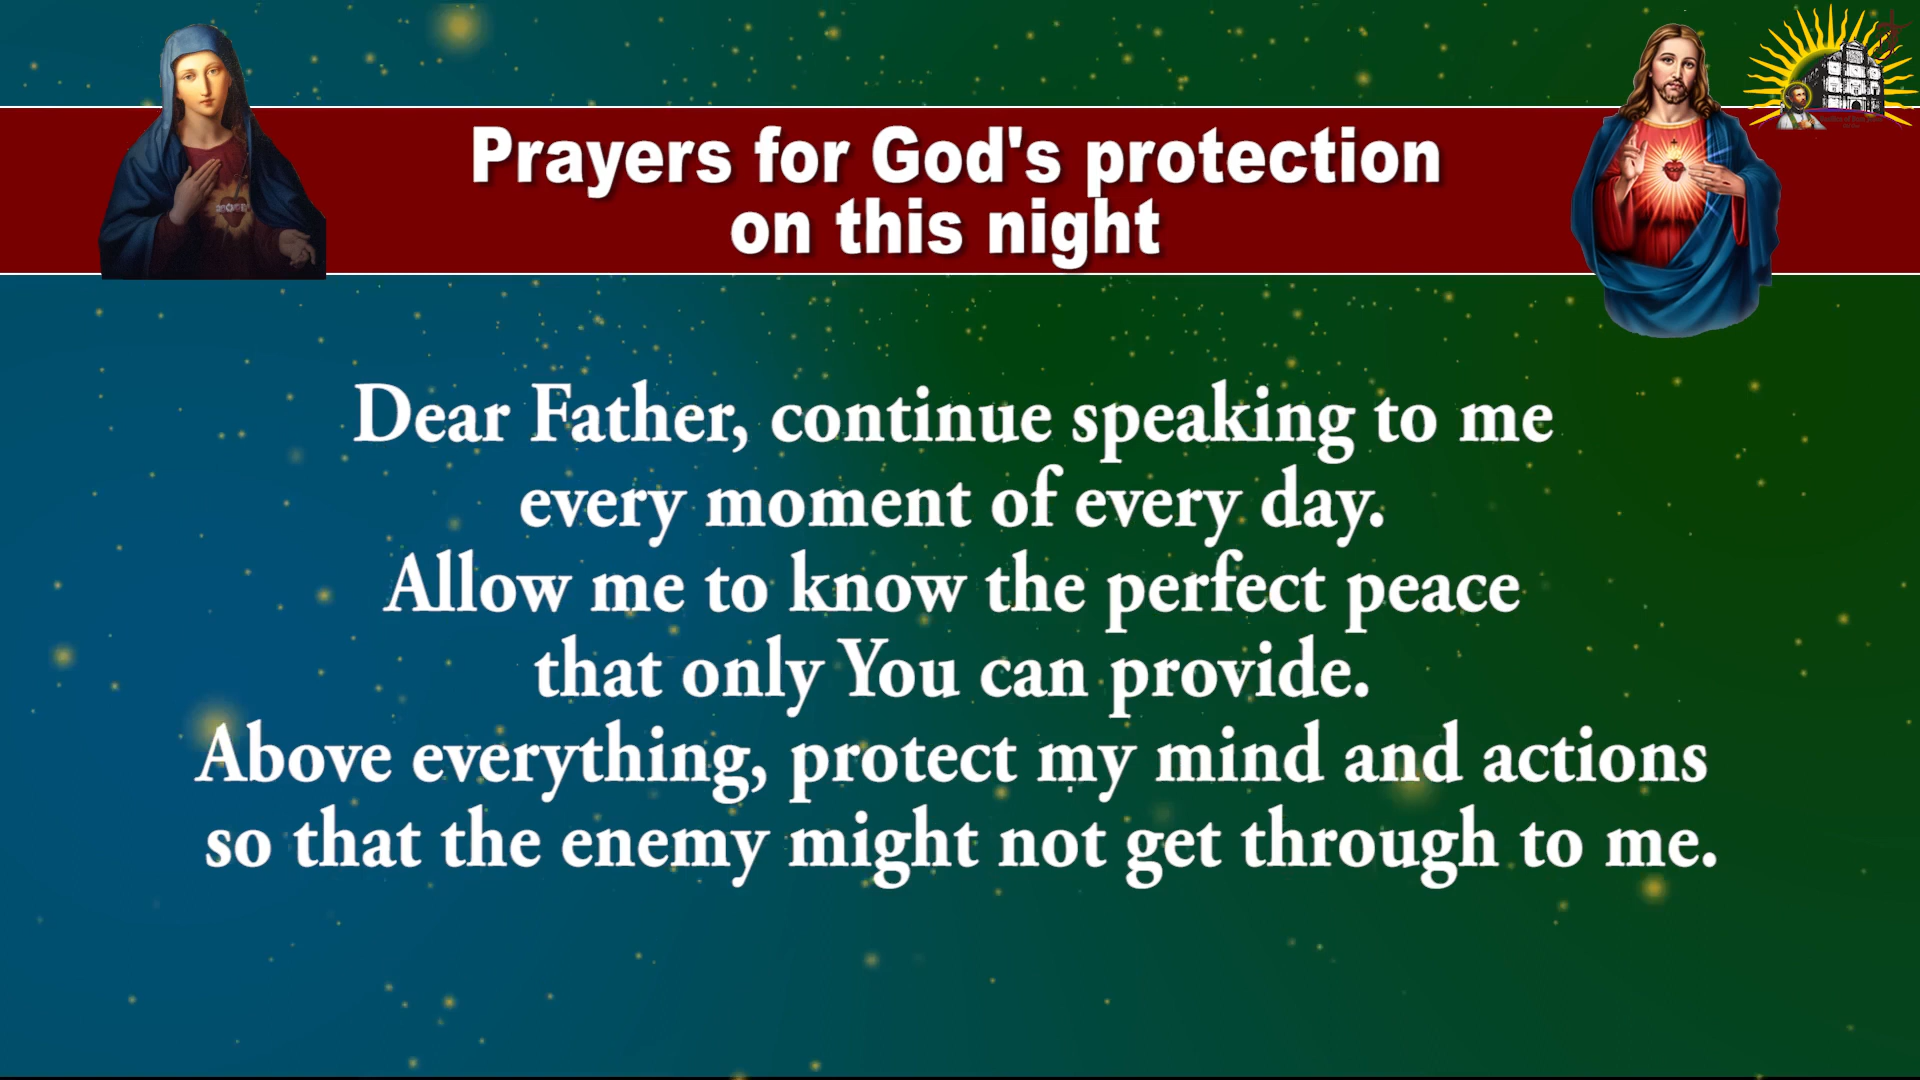 Prayers for God's protection
on this night
Dear Father, continue speaking to me
every moment of every day.
Allow me to know the perfect peace
that only You can provide.
Above everything, protect my mind and actions
so that the enemy might not get through to me.